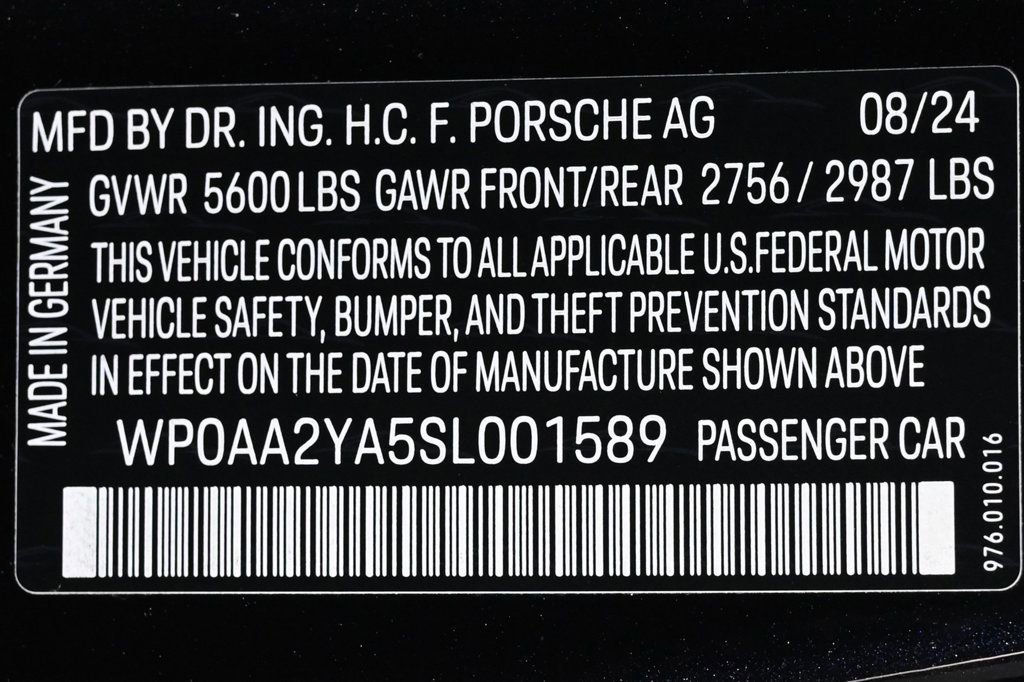 MFD BY DR. ING. H.C. F. PORSCHE AG 08/24
GVWR 5600 LBS GAWR FRONT/REAR 2756 / 2987 LBS
THIS VEHICLE CONFORMS TO ALL APPLICABLE U.S.FEDERAL MOTOR
VEHICLE SAFETY, BUMPER, AND THEFT PREVENTION STANDARDS
IN EFFECT ON THE DATE OF MANUFACTURE SHOWN ABOVE
WP0AA2YA5SL001589 PASSENGER CAR
MADE IN GERMANY
976.010.016